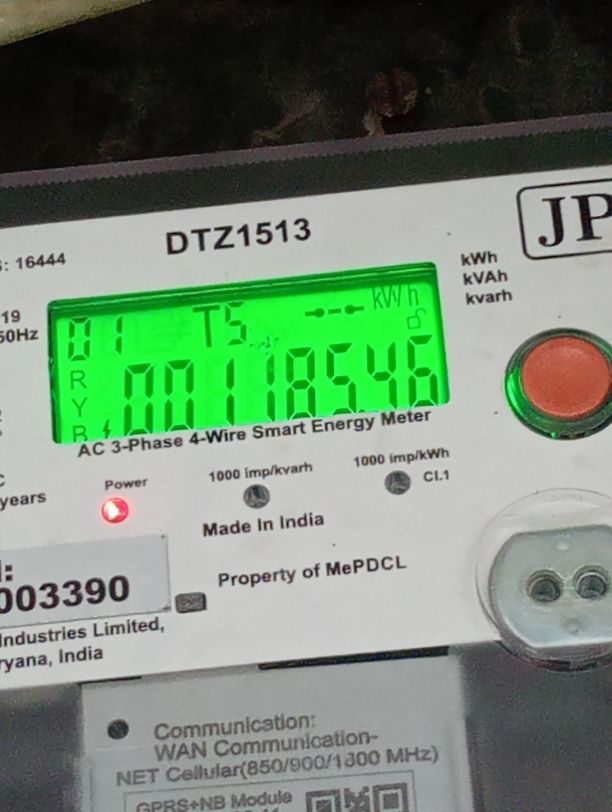 DTZ1513
JP
: 16444
kWh
kVAh
kvarh
19
50Hz
01 T5 kWh
R
Y
B
00118546
AC 3-Phase 4-Wire Smart Energy Meter
years
Power
1000 imp/kvarh
1000 imp/kWh
Cl.1
Made In India
003390
Property of MePDCL
Industries Limited,
ryana, India
Communication:
WAN Communication-
NET Cellular(850/900/1800 MHz)
GPRS+NB Module